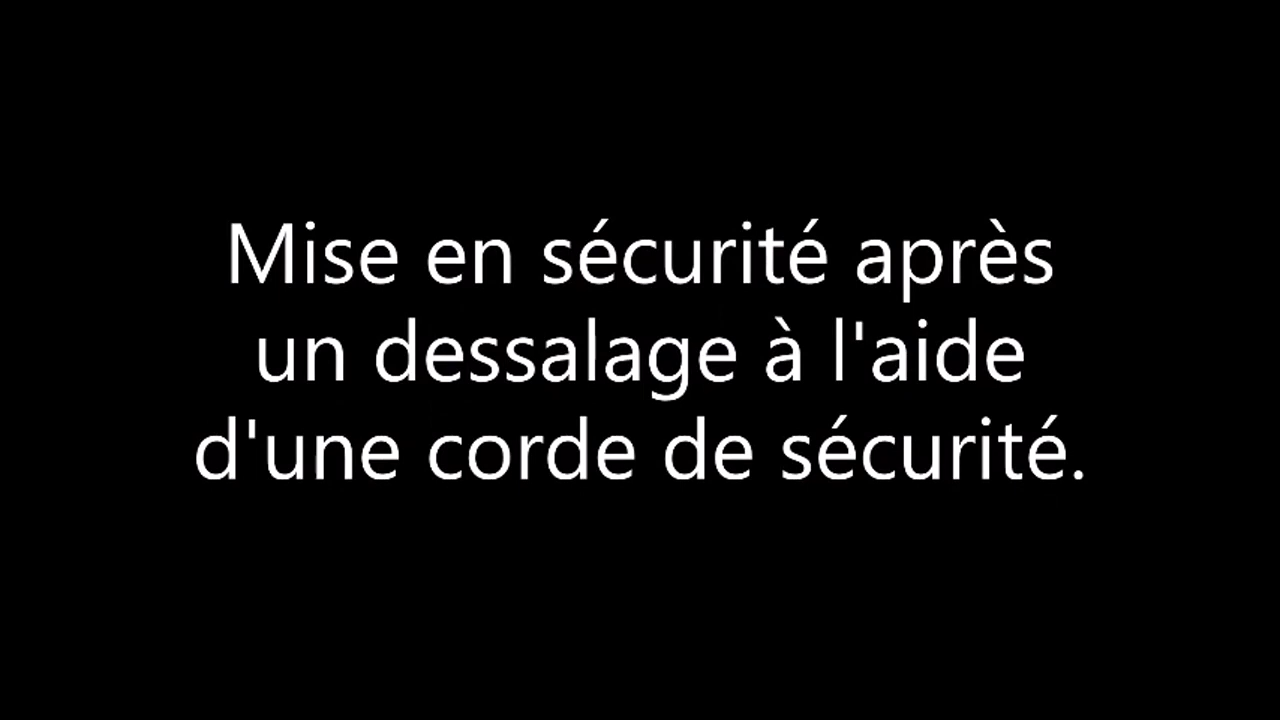 Mise en sécurité après
un dessalage à l'aide
d'une corde de sécurité.